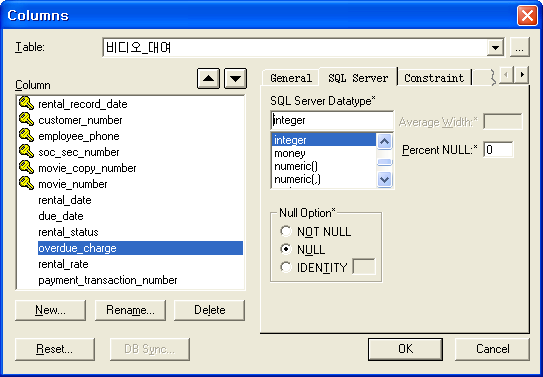 Columns
Table:
비디오_대여
...
Column
rental_record_date
customer_number
employee_phone
soc_sec_number
movie_copy_number
movie_number
rental_date
due_date
rental_status
overdue_charge
rental_rate
payment_transaction_number
New...
Rename...
Delete
Reset...
DB Sync...
General
SQL Server
Constraint
SQL Server Datatype*
integer
integer
money
numeric()
numeric(,)
Average Width:*
Percent NULL:*
0
Null Option*
NOT NULL
NULL
IDENTITY
OK
Cancel